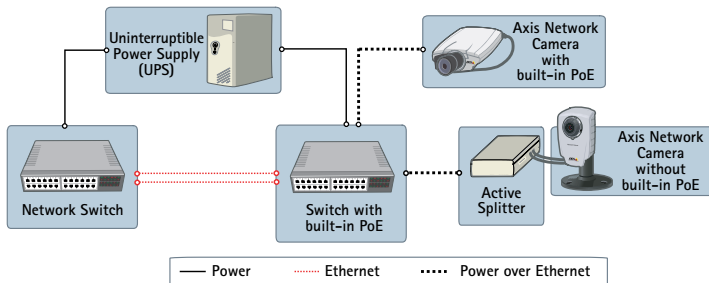 Uninterruptible
Power Supply
(UPS)
Axis Network
Camera
with
built-in PoE
Network Switch
Switch with
built-in PoE
Active
Splitter
Axis Network
Camera
without
built-in PoE
Power
Ethernet
Power over Ethernet